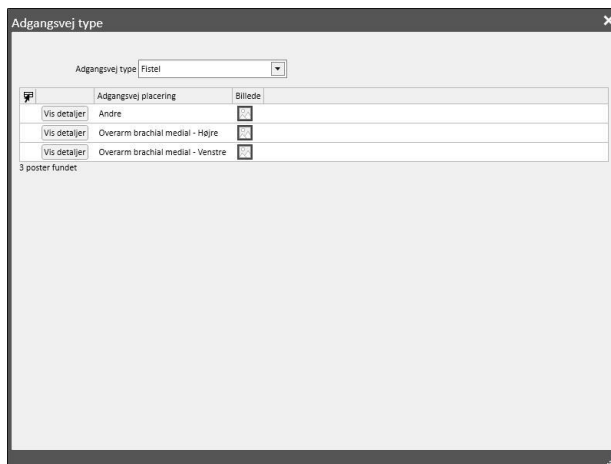 Adgangsvej type
Adgangsvej type Fistel
Adgangsvej placering Billede
Vis detaljer Andre
Vis detaljer Overarm brachial medial - Højre
Vis detaljer Overarm brachial medial - Venstre
3 poster fundet